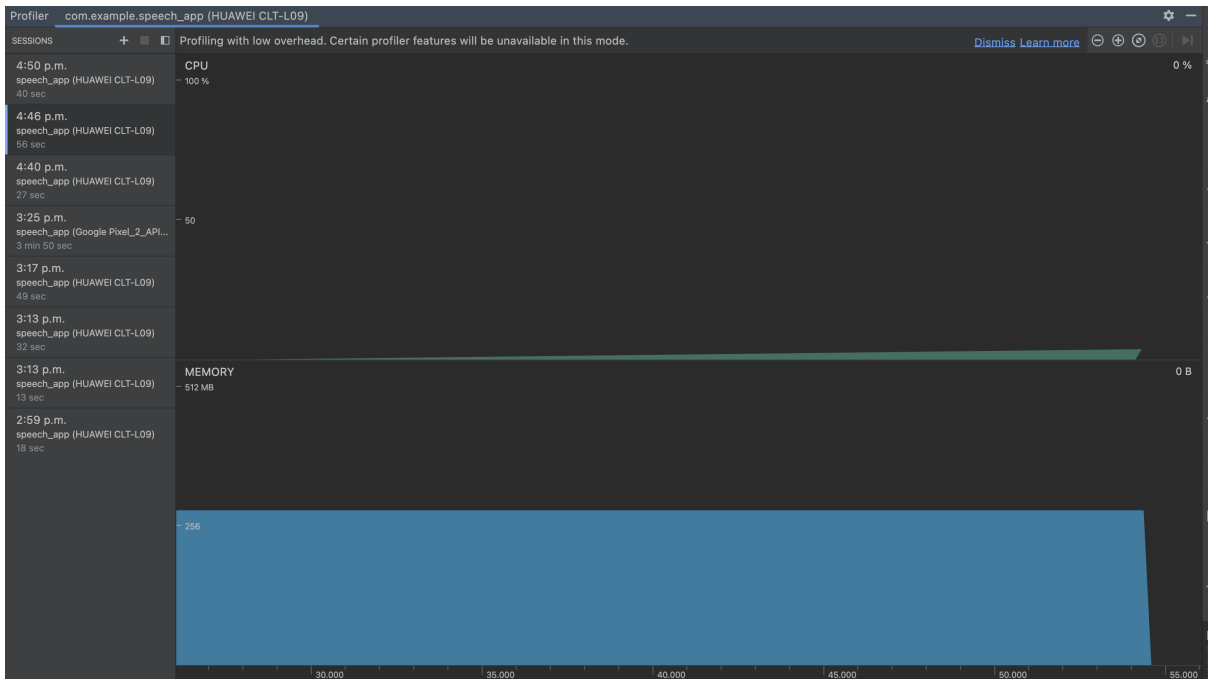 Profiler com.example.speech_app (HUAWEI CLT-L09)
SESSIONS
Profiling with low overhead. Certain profiler features will be unavailable in this mode.
Dismiss Learn more
4:50 p.m.
speech_app (HUAWEI CLT-L09)
40 sec
4:46 p.m.
speech_app (HUAWEI CLT-L09)
56 sec
4:40 p.m.
speech_app (HUAWEI CLT-L09)
27 sec
3:25 p.m.
speech_app (Google Pixel_2_API...
3 min 50 sec
3:17 p.m.
speech_app (HUAWEI CLT-L09)
49 sec
3:13 p.m.
speech_app (HUAWEI CLT-L09)
32 sec
3:13 p.m.
speech_app (HUAWEI CLT-L09)
13 sec
2:59 p.m.
speech_app (HUAWEI CLT-L09)
18 sec
CPU
0 %
100 %
50
MEMORY
0 B
512 MB
256
30.000 35.000 40.000 45.000 50.000 55.000